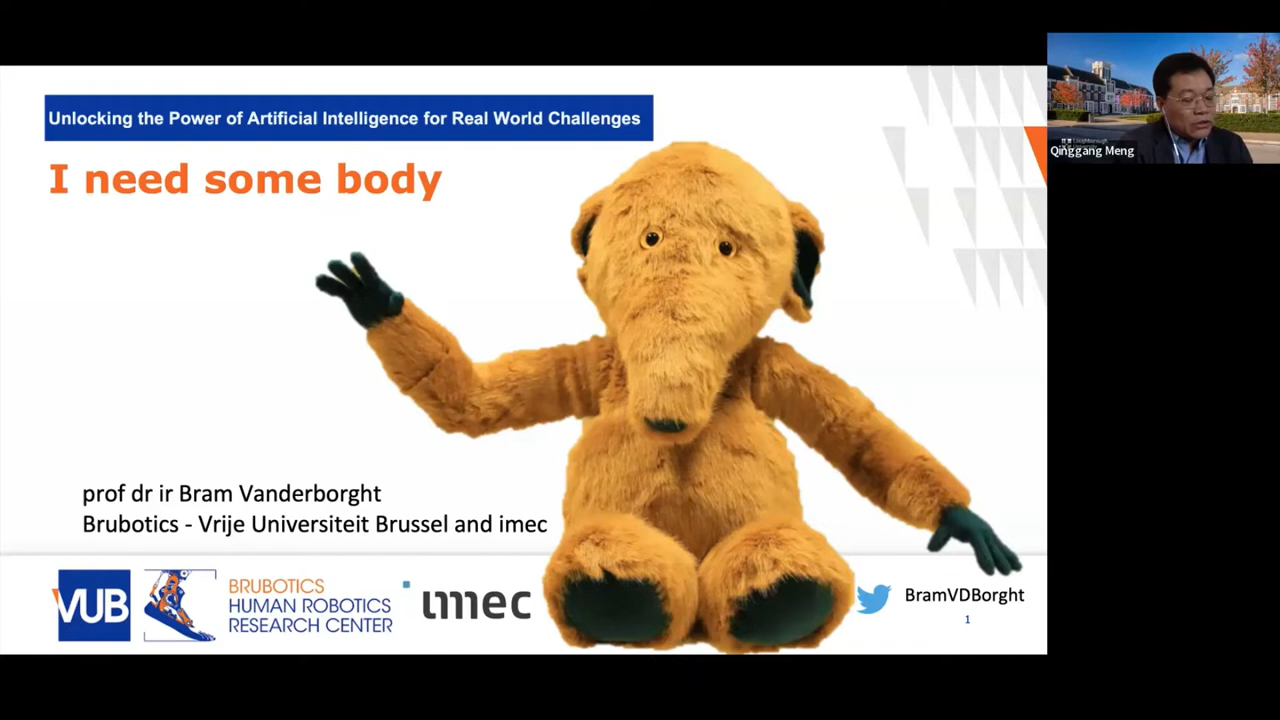 Unlocking the Power of Artificial Intelligence for Real World Challenges
I need some body
Qinggang Meng
prof dr ir Bram Vanderborght
Brubotics - Vrije Universiteit Brussel and imec
VUB
BRUBOTICS
HUMAN ROBOTICS
RESEARCH CENTER
imec
BramVDBorght
1